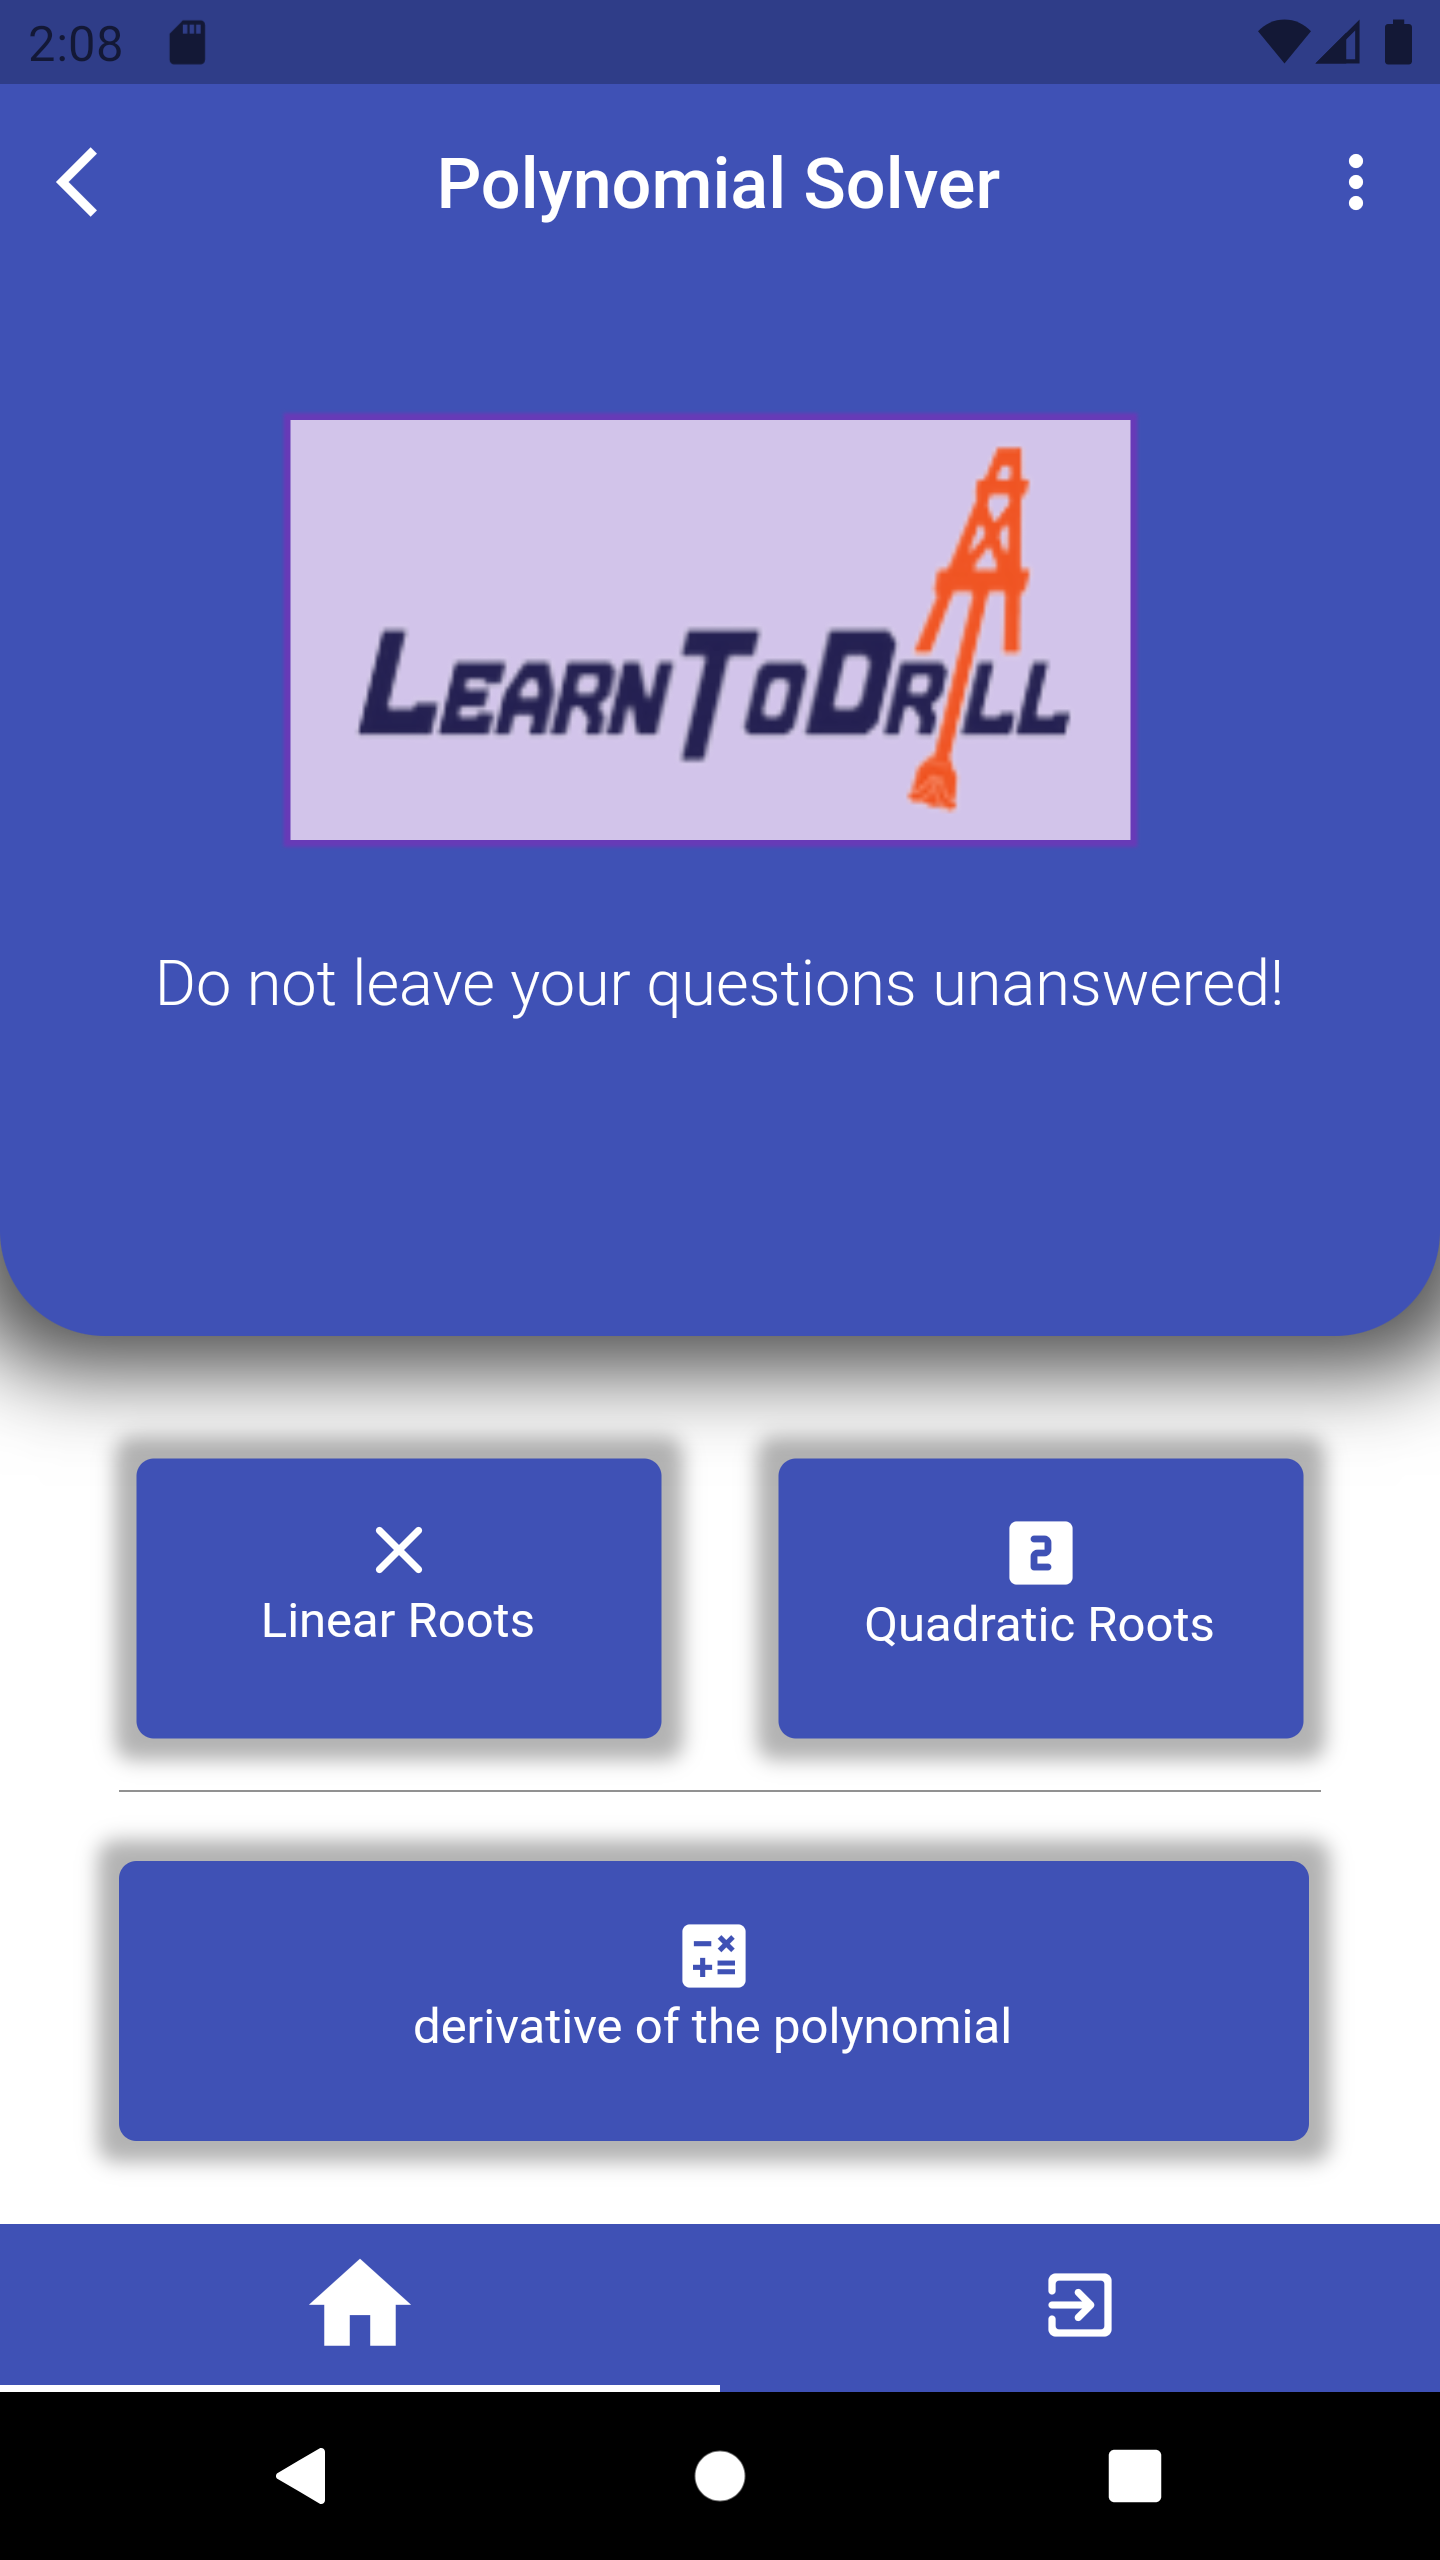 2:08
Polynomial Solver
LEARNTODRILL
Do not leave your questions unanswered!
Linear Roots
2
Quadratic Roots
derivative of the polynomial